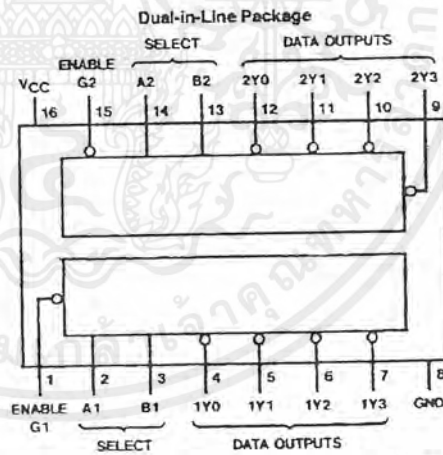 Dual-in-Line Package
SELECT DATA OUTPUTS
ENABLE
VCC G2 A2 B2 2Y0 2Y1 2Y2 2Y3
16 15 14 13 12 11 10 9
1 2 3 4 5 6 7 8
ENABLE A1 B1 1Y0 1Y1 1Y2 1Y3 GND
G1
SELECT DATA OUTPUTS